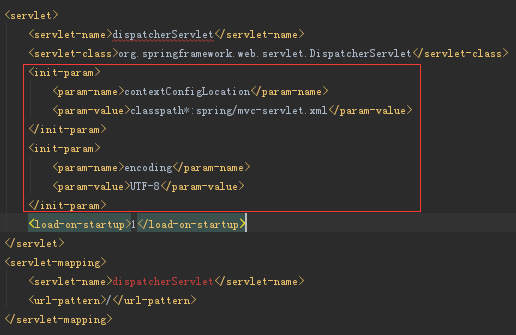 <servlet>
<servlet-name>dispatcherServlet</servlet-name>
<servlet-class>org.springframework.web.servlet.DispatcherServlet</servlet-class>
<init-param>
<param-name>contextConfigLocation</param-name>
<param-value>classpath*:spring/mvc-servlet.xml</param-value>
</init-param>
<init-param>
<param-name>encoding</param-name>
<param-value>UTF-8</param-value>
</init-param>
<load-on-startup>1</load-on-startup>
</servlet>
<servlet-mapping>
<servlet-name>dispatcherServlet</servlet-name>
<url-pattern>/</url-pattern>
</servlet-mapping>